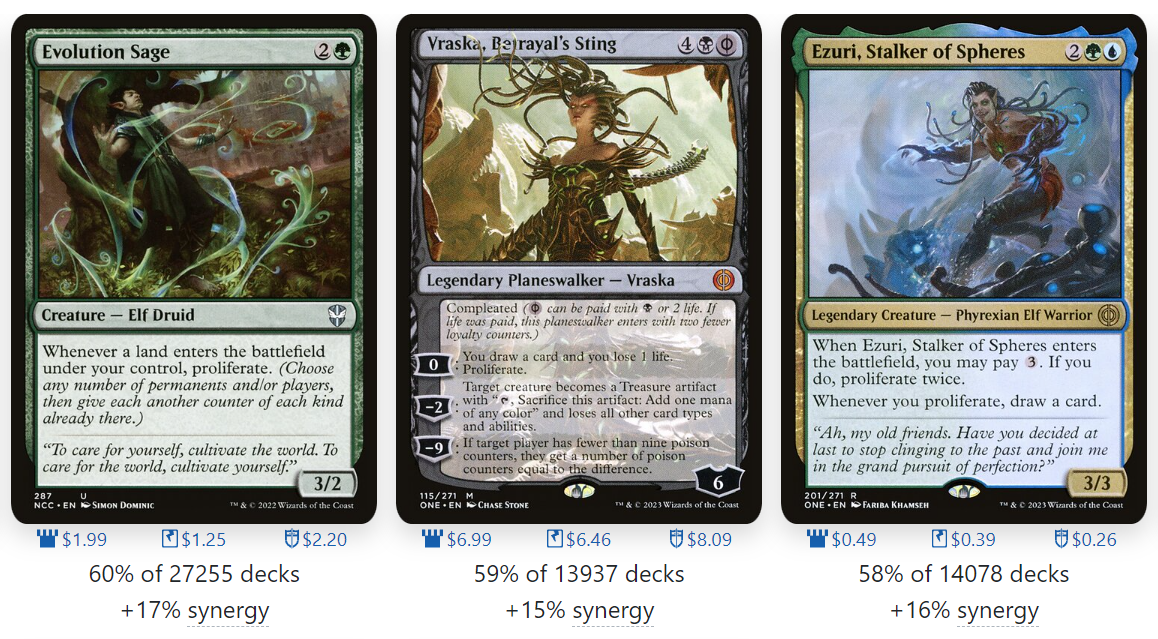 Evolution Sage 2
Creature — Elf Druid
Whenever a land enters the battlefield
under your control, proliferate. (Choose
any number of permanents and/or players,
then give each another counter of each kind
already there.)
“To care for yourself, cultivate the world. To
care for the world, cultivate yourself.”
3/2
287 U
NCC • EN Simon Dominic
™ & © 2022 Wizards of the Coast
$1.99 $1.25 $2.20
60% of 27255 decks
+17% synergy
Vraska, Betrayal's Sting 4
Legendary Planeswalker — Vraska
Compleated ( can be paid with or 2 life. If
life was paid, this planeswalker enters with two fewer
loyalty counters.)
0 : You draw a card and you lose 1 life.
Proliferate.
Target creature becomes a Treasure artifact
−2 : with “ , Sacrifice this artifact: Add one mana
of any color” and loses all other card types
and abilities.
−9 : If target player has fewer than nine poison
counters, they get a number of poison
counters equal to the difference.
6
115/271 M
ONE • EN Chase Stone
™ & © 2023 Wizards of the Coast
$6.99 $6.46 $8.09
59% of 13937 decks
+15% synergy
Ezuri, Stalker of Spheres 2
Legendary Creature — Phyrexian Elf Warrior
When Ezuri, Stalker of Spheres enters
the battlefield, you may pay 3. If you
do, proliferate twice.
Whenever you proliferate, draw a card.
“Ah, my old friends. Have you decided at
last to stop clinging to the past and join me
in the grand pursuit of perfection?”
3/3
201/271 R
ONE • EN Fariba Khamseh
™ & © 2023 Wizards of the Coast
$0.49 $0.39 $0.26
58% of 14078 decks
+16% synergy